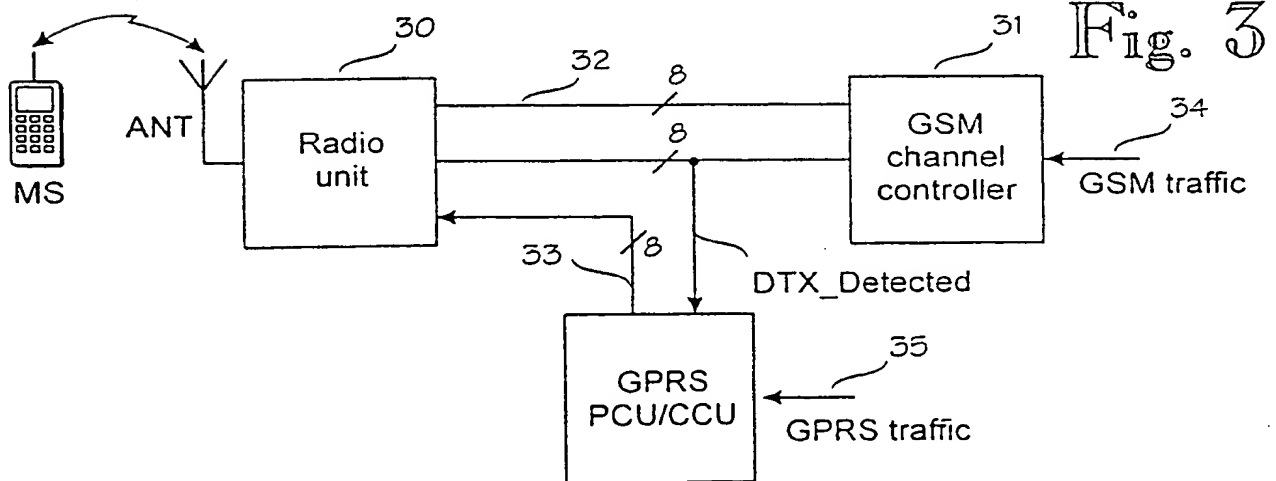 Fig. 3
30
31
32
8
34
ANT
8
MS
Radio
unit
GSM
channel
controller
GSM traffic
33
8
DTX_Detected
35
GPRS
PCU/CCU
GPRS traffic